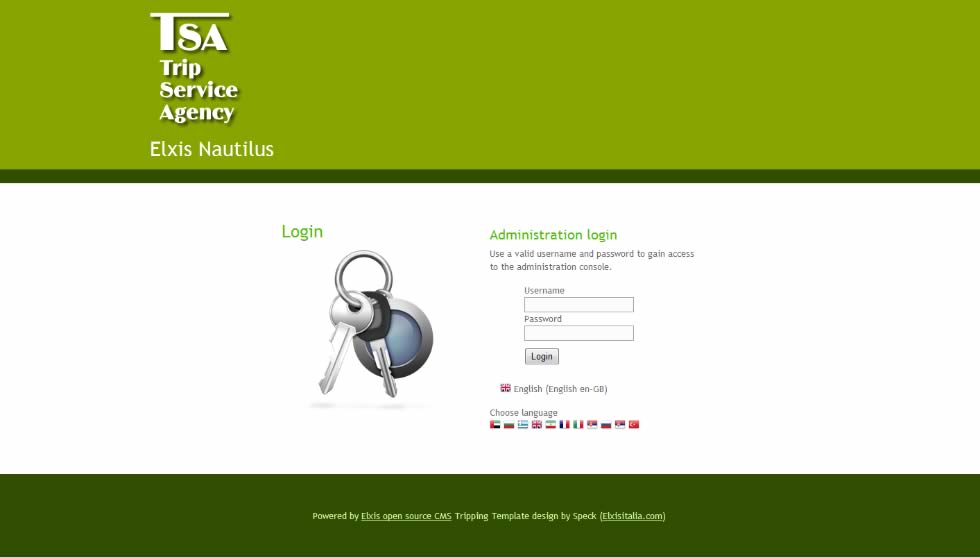 TSA
Trip
Service
Agency
Elxis Nautilus
Login
Administration login
Use a valid username and password to gain access
to the administration console.
Username
Password
Login
English (English en-GB)
Choose language
Powered by Elxis open source CMS Tripping Template design by Speck (Elxisitalia.com)